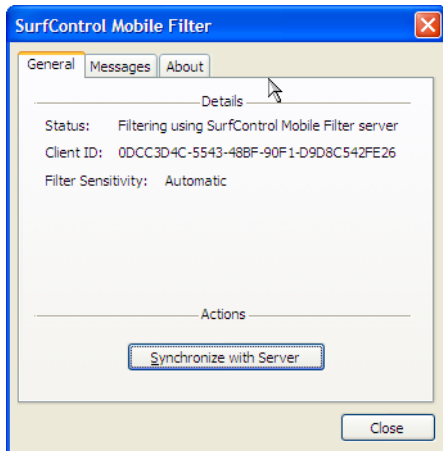 SurfControl Mobile Filter
General Messages About
Details
Status: Filtering using SurfControl Mobile Filter server
Client ID: 0DCC3D4C-5543-48BF-90F1-D9D8C542FE26
Filter Sensitivity: Automatic
Actions
Synchronize with Server
Close